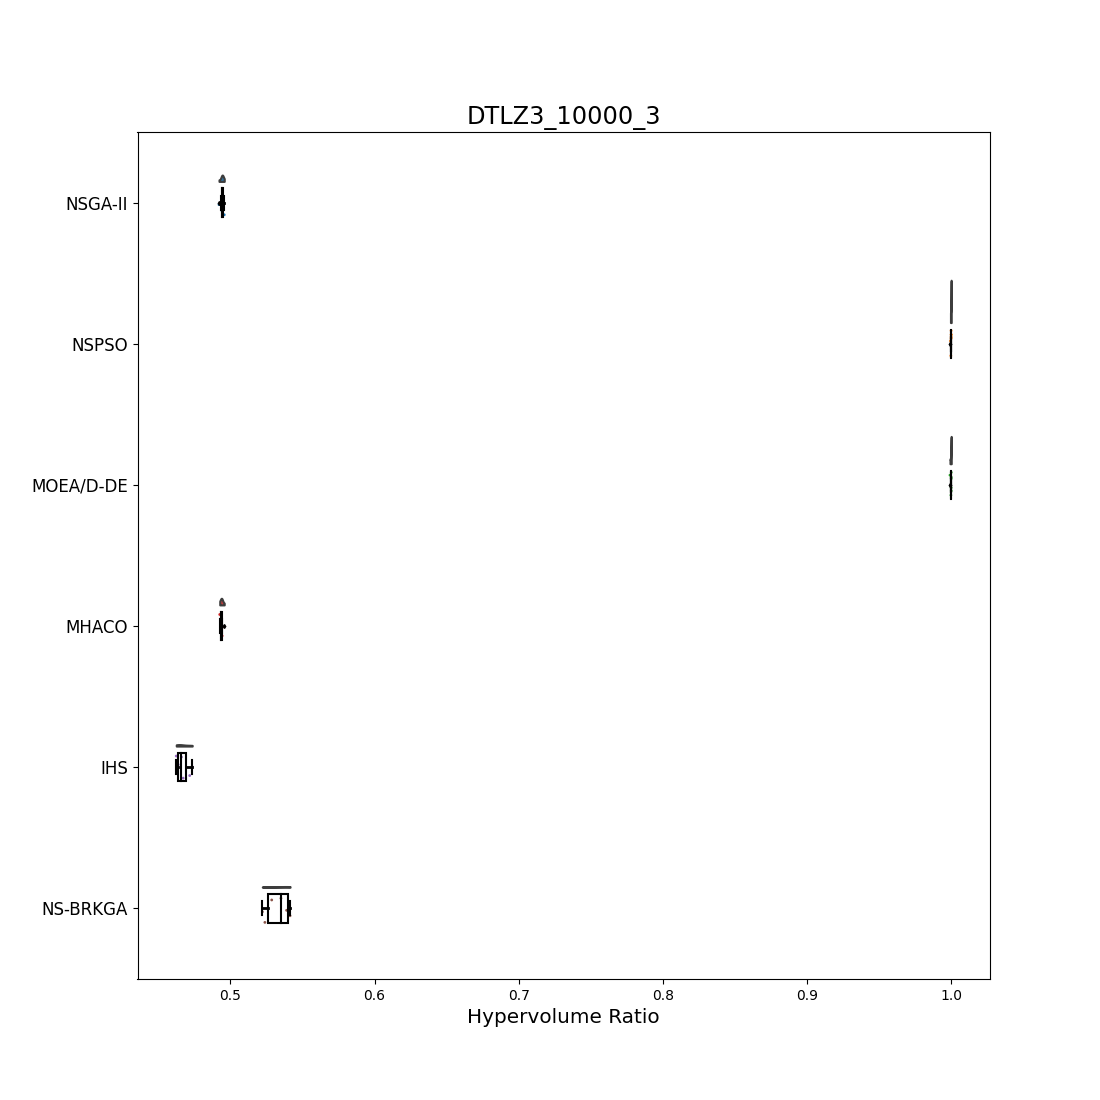 DTLZ3_10000_3
NSGA-II
NSPSO
MOEA/D-DE
MHACO
IHS
NS-BRKGA
0.5 0.6 0.7 0.8 0.9 1.0
Hypervolume Ratio